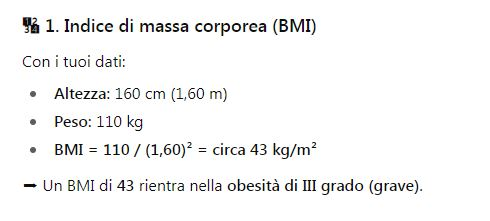 🔢 1. Indice di massa corporea (BMI)
Con i tuoi dati:
• Altezza: 160 cm (1,60 m)
• Peso: 110 kg
• BMI = 110 / (1,60)² = circa 43 kg/m²
➡ Un BMI di 43 rientra nella obesità di III grado (grave).